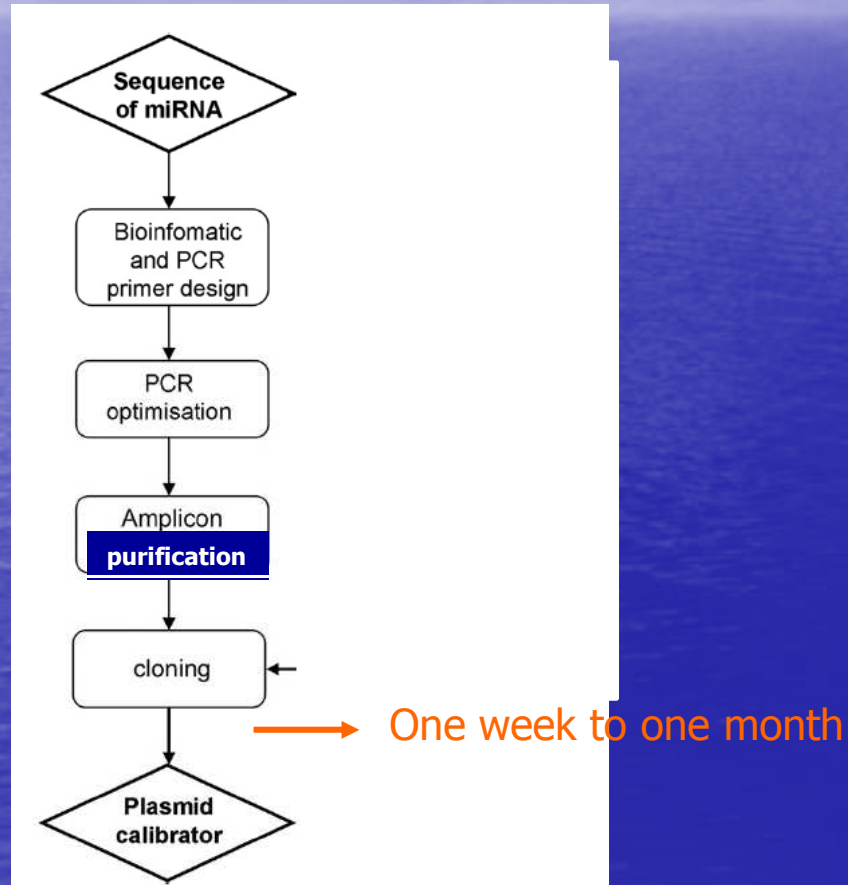 Sequence
of miRNA
Bioinfomatic
and PCR
primer design
PCR
optimisation
Amplicon
purification
cloning
One week to one month
Plasmid
calibrator